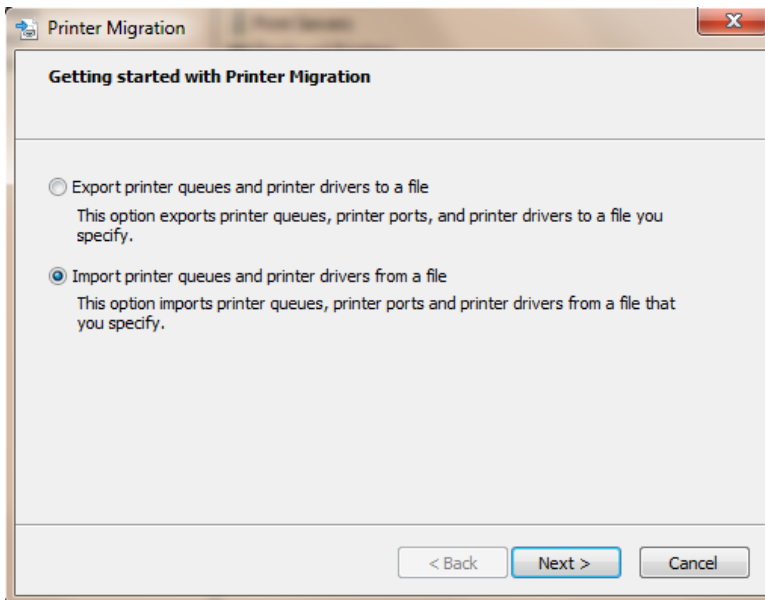 Printer Migration
Getting started with Printer Migration
Export printer queues and printer drivers to a file
This option exports printer queues, printer ports, and printer drivers to a file you
specify.
Import printer queues and printer drivers from a file
This option imports printer queues, printer ports and printer drivers from a file that
you specify.
< Back Next > Cancel